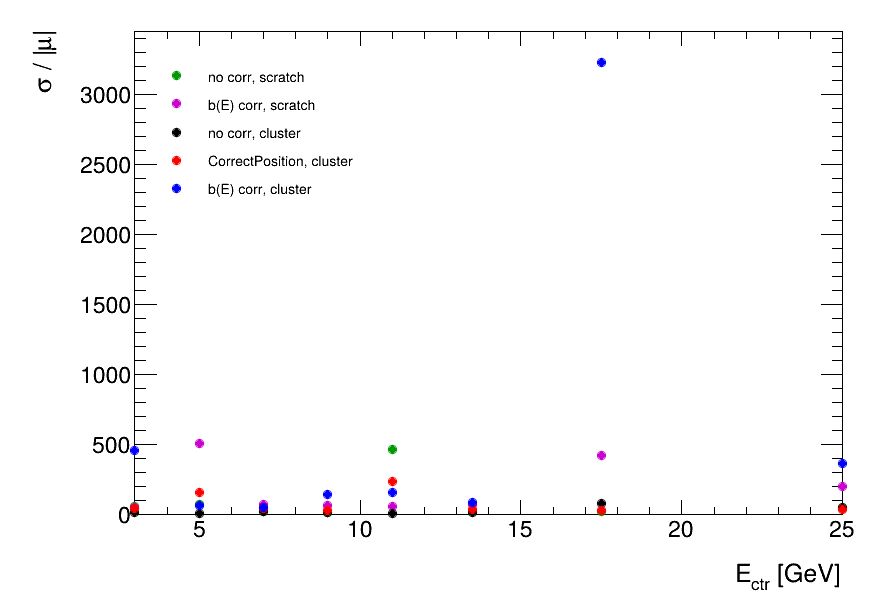 σ / |μ|
3000
2500
2000
1500
1000
500
0
no corr, scratch
b(E) corr, scratch
no corr, cluster
CorrectPosition, cluster
b(E) corr, cluster
5 10 15 20 25
E_ctr [GeV]